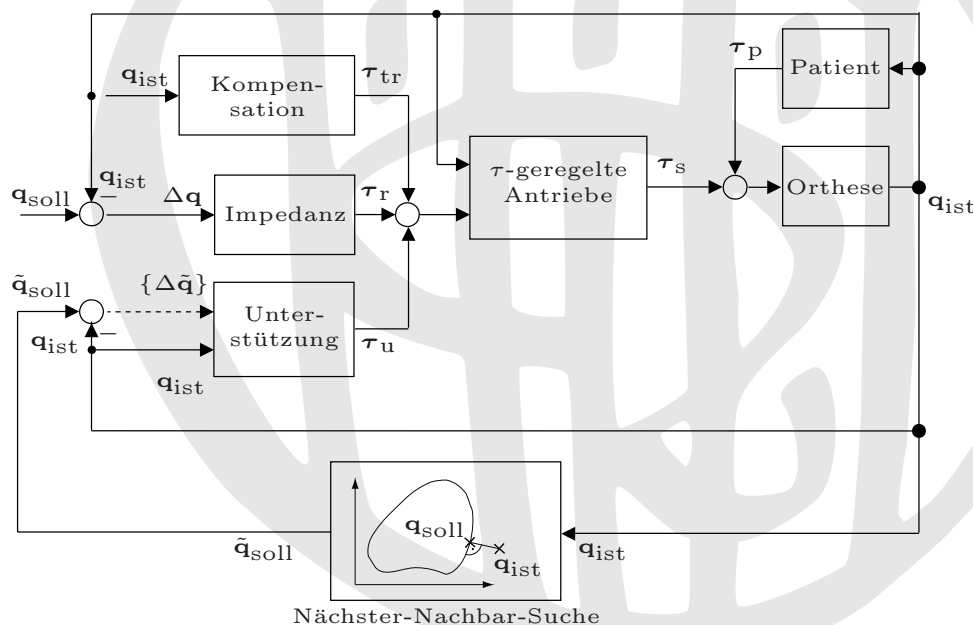 q_ist
Kompen-
sation
τ_tr
τ_p
Patient
q_ist
q_soll
Δq
Impedanz
τ_r
τ-geregelte
Antriebe
τ_s
Orthese
q_ist
q̃_soll
{Δq̃}
q_ist
Unter-
stützung
τ_u
q_ist
q_soll
q_ist
q̃_soll
q_ist
Nächster-Nachbar-Suche